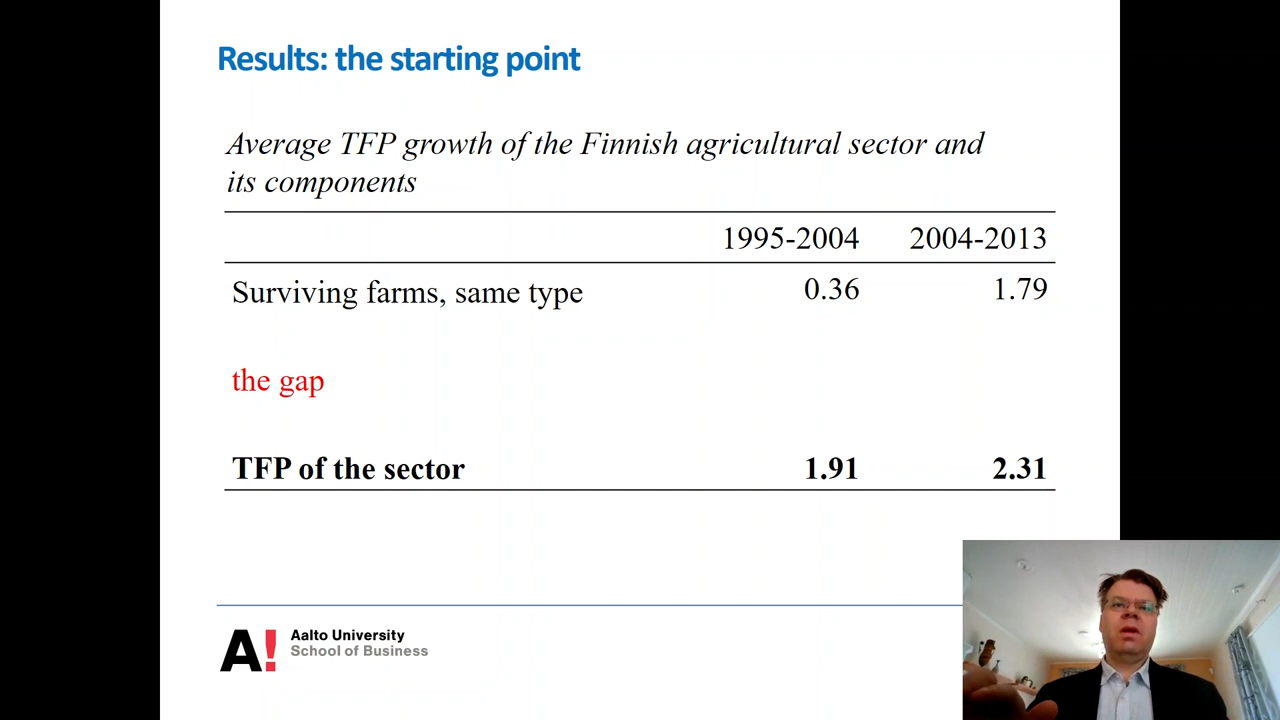 Results: the starting point
Average TFP growth of the Finnish agricultural sector and
its components
1995-2004 2004-2013
Surviving farms, same type 0.36 1.79
the gap
TFP of the sector 1.91 2.31
A! Aalto University
School of Business